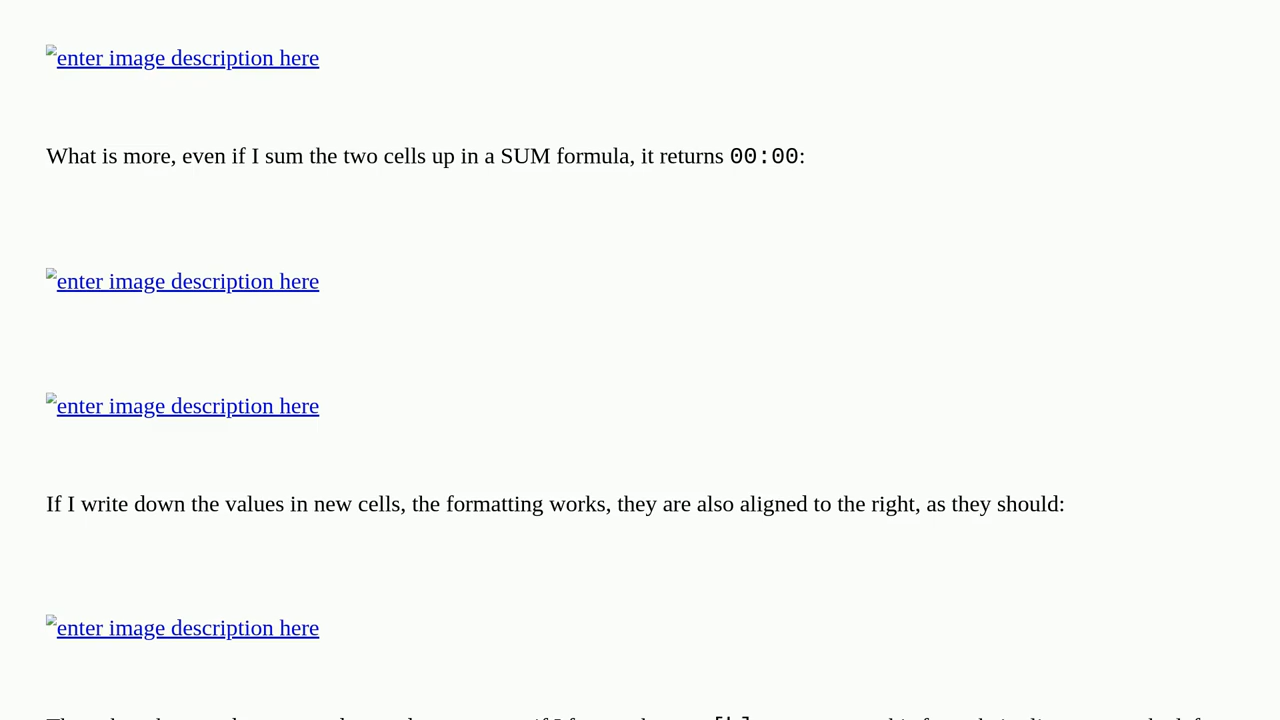 enter image description here
What is more, even if I sum the two cells up in a SUM formula, it returns 00:00:
enter image description here
enter image description here
If I write down the values in new cells, the formatting works, they are also aligned to the right, as they should:
enter image description here